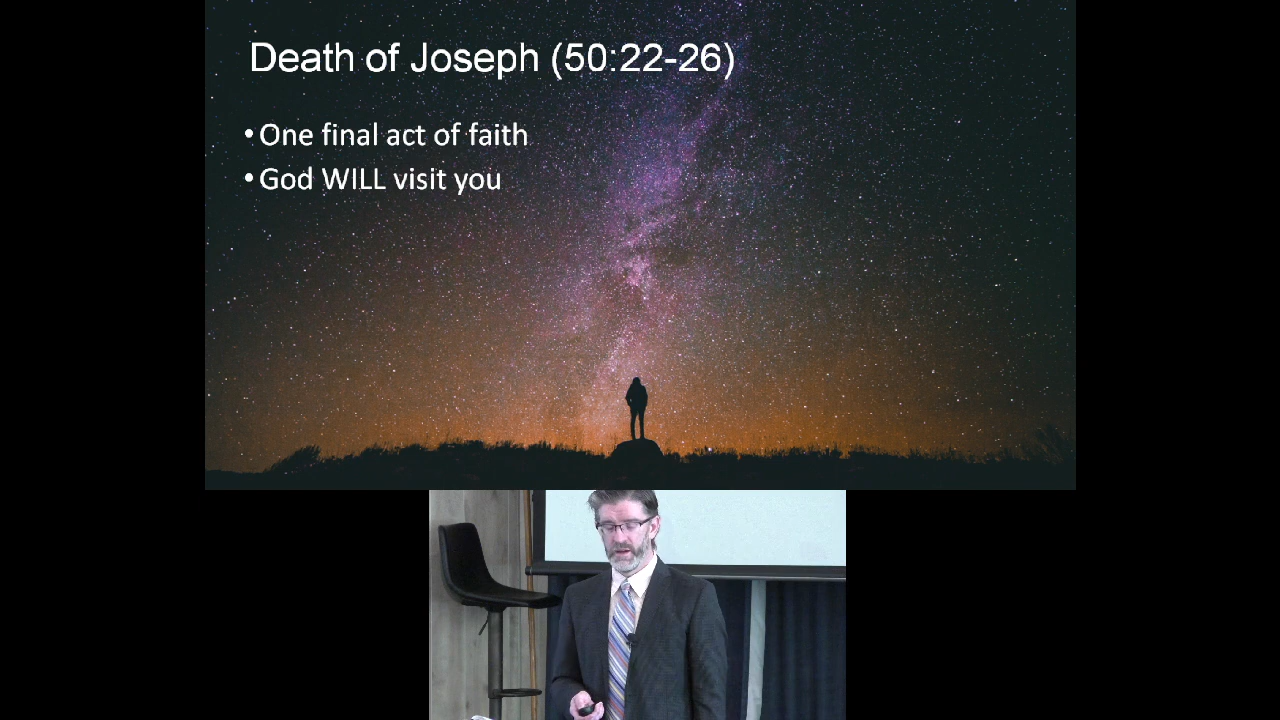 Death of Joseph (50:22-26)
• One final act of faith
• God WILL visit you